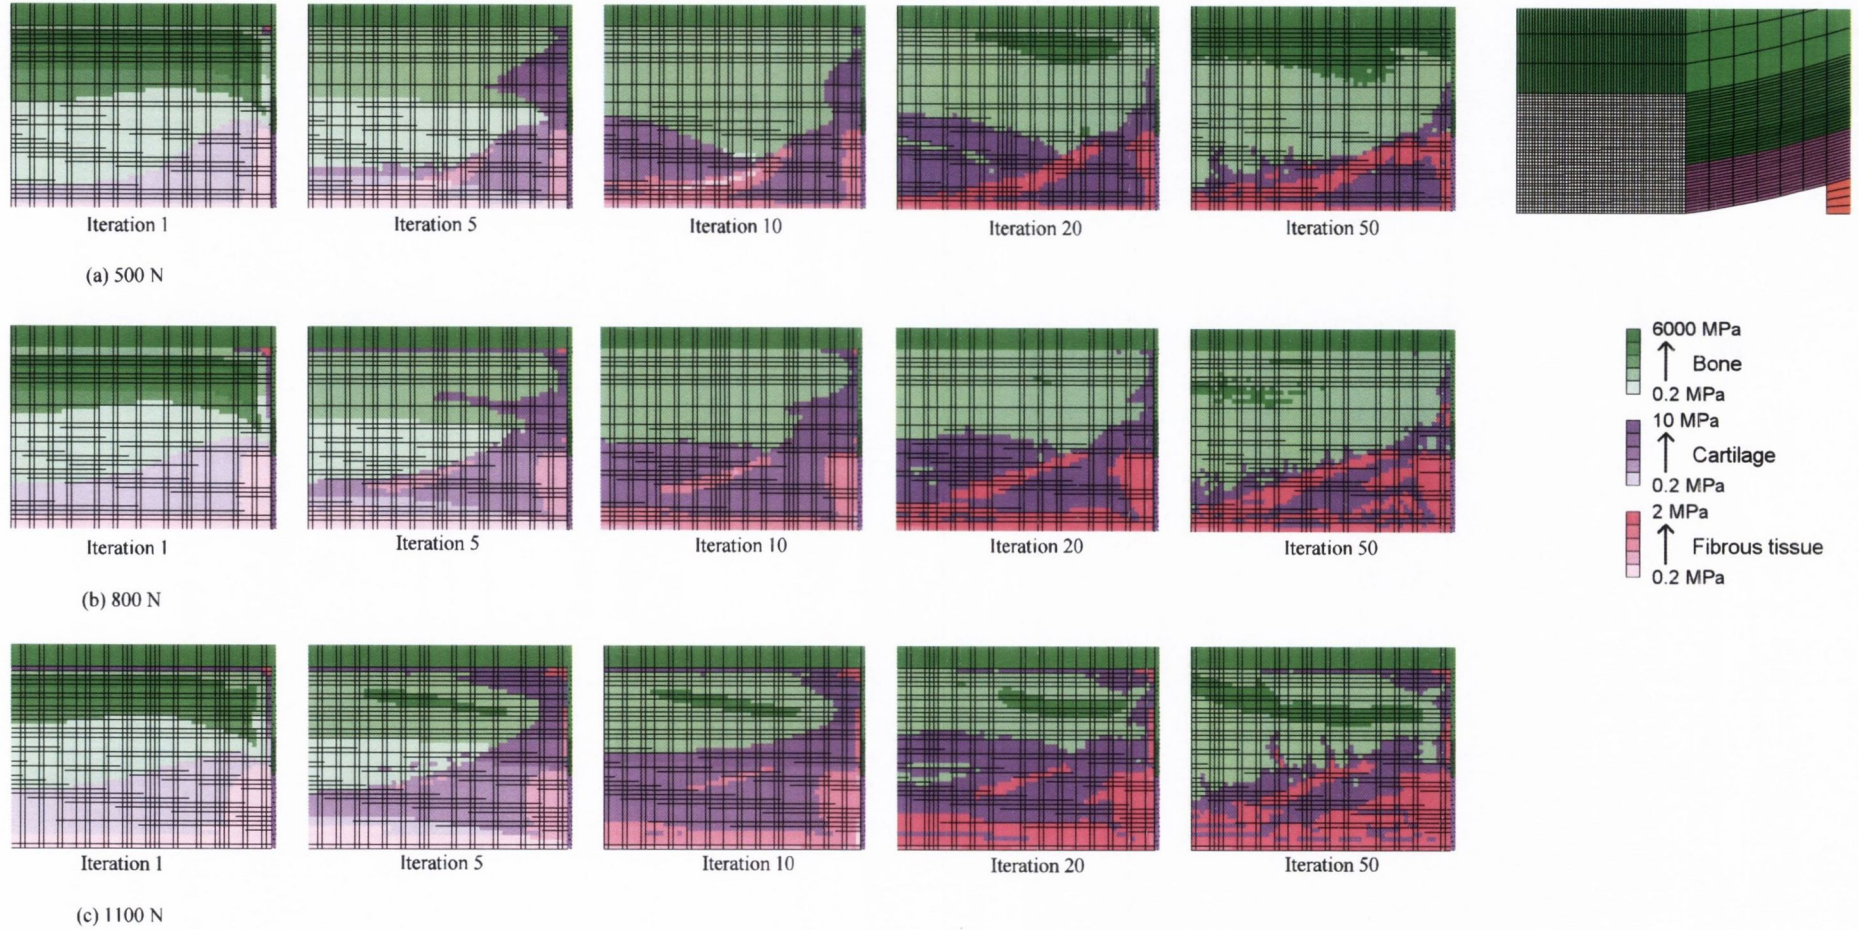 Iteration 1
Iteration 5
Iteration 10
Iteration 20
Iteration 50
(a) 500 N
6000 MPa
Bone
0.2 MPa
10 MPa
Cartilage
0.2 MPa
2 MPa
Fibrous tissue
0.2 MPa
Iteration 1
Iteration 5
Iteration 10
Iteration 20
Iteration 50
(b) 800 N
Iteration 1
Iteration 5
Iteration 10
Iteration 20
Iteration 50
(c) 1100 N